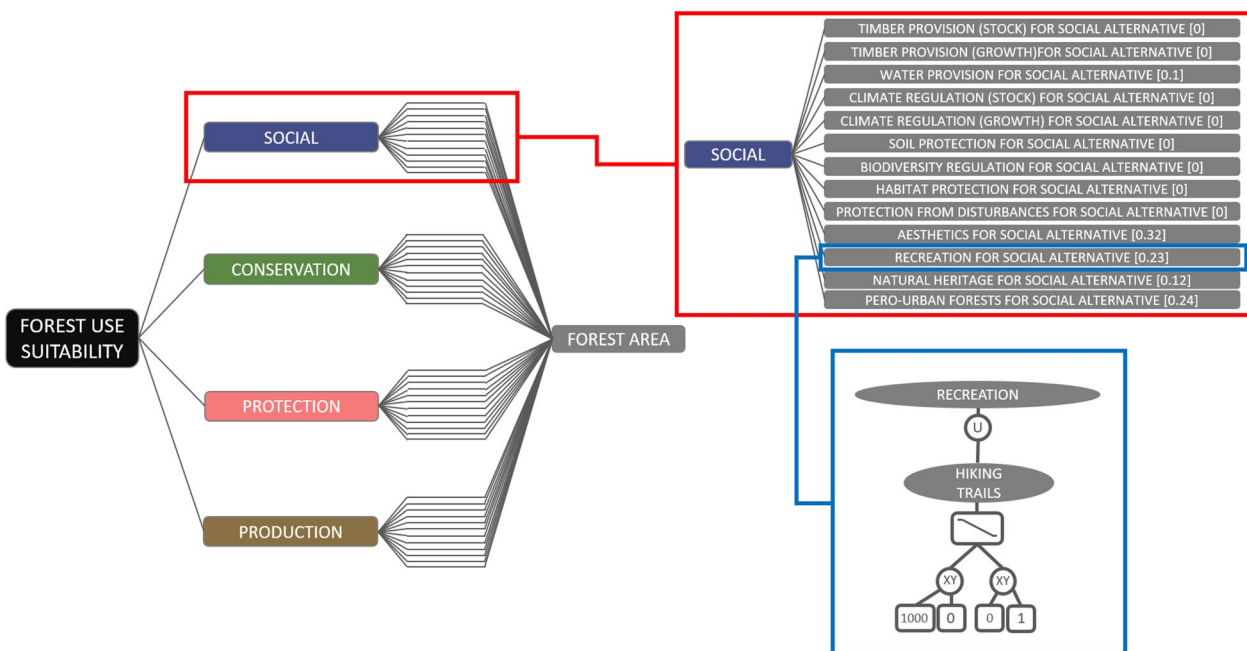 FOREST USE
SUITABILITY
SOCIAL
CONSERVATION
PROTECTION
PRODUCTION
FOREST AREA
SOCIAL
TIMBER PROVISION (STOCK) FOR SOCIAL ALTERNATIVE [0]
TIMBER PROVISION (GROWTH)FOR SOCIAL ALTERNATIVE [0]
WATER PROVISION FOR SOCIAL ALTERNATIVE [0.1]
CLIMATE REGULATION (STOCK) FOR SOCIAL ALTERNATIVE [0]
CLIMATE REGULATION (GROWTH) FOR SOCIAL ALTERNATIVE [0]
SOIL PROTECTION FOR SOCIAL ALTERNATIVE [0]
BIODIVERSITY REGULATION FOR SOCIAL ALTERNATIVE [0]
HABITAT PROTECTION FOR SOCIAL ALTERNATIVE [0]
PROTECTION FROM DISTURBANCES FOR SOCIAL ALTERNATIVE [0]
AESTHETICS FOR SOCIAL ALTERNATIVE [0.32]
RECREATION FOR SOCIAL ALTERNATIVE [0.23]
NATURAL HERITAGE FOR SOCIAL ALTERNATIVE [0.12]
PERO-URBAN FORESTS FOR SOCIAL ALTERNATIVE [0.24]
RECREATION
U
HIKING
TRAILS
XY XY
1000 0 0 1